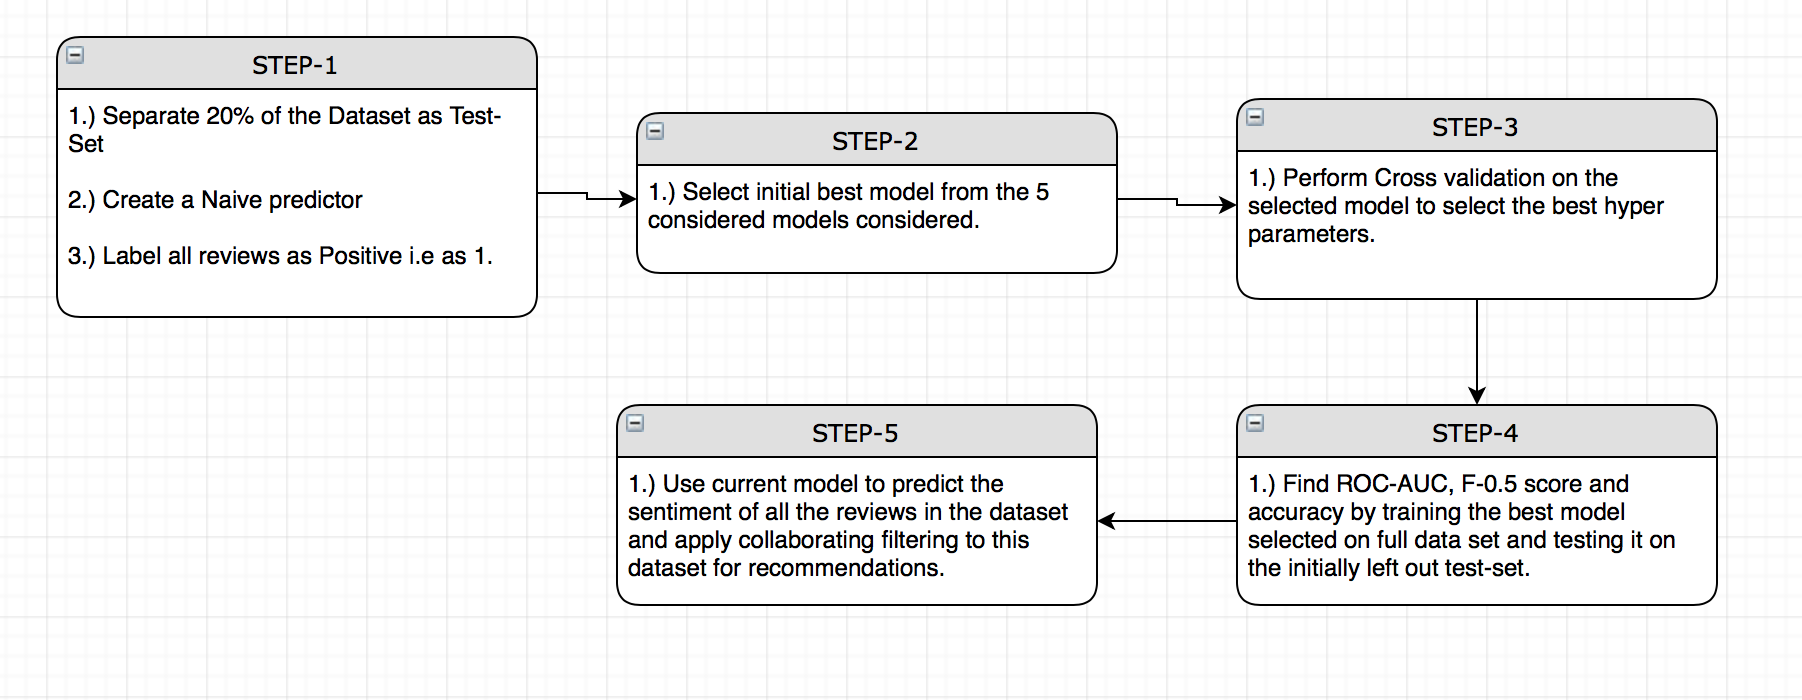 STEP-1
1.) Separate 20% of the Dataset as Test-
Set
2.) Create a Naive predictor
3.) Label all reviews as Positive i.e as 1.
STEP-2
1.) Select initial best model from the 5
considered models considered.
STEP-3
1.) Perform Cross validation on the
selected model to select the best hyper
parameters.
STEP-4
1.) Find ROC-AUC, F-0.5 score and
accuracy by training the best model
selected on full data set and testing it on
the initially left out test-set.
STEP-5
1.) Use current model to predict the
sentiment of all the reviews in the dataset
and apply collaborating filtering to this
dataset for recommendations.